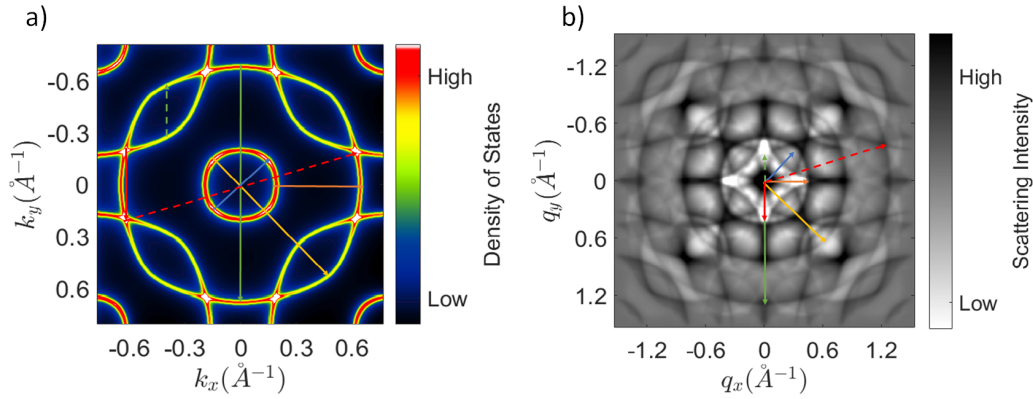 a)
b)
-0.6
-0.3
0
0.3
0.6
k_y(Å⁻¹)
-0.6 -0.3 0 0.3 0.6
k_x(Å⁻¹)
High
Low
Density of States
-1.2
-0.6
0
0.6
1.2
q_y(Å⁻¹)
-1.2 -0.6 0 0.6 1.2
q_x(Å⁻¹)
High
Low
Scattering Intensity